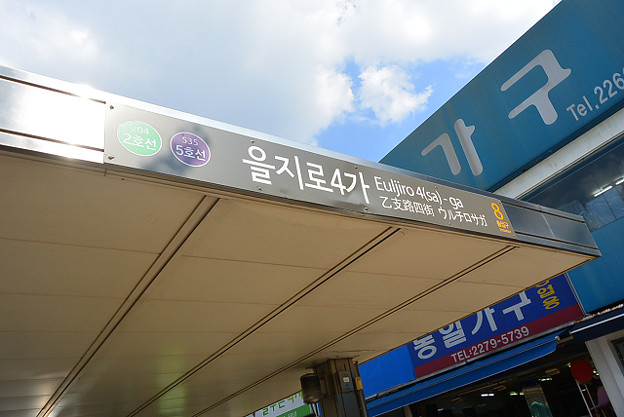 204
2호선
535
5호선
을지로4가
Euljiro 4(sa) - ga
乙支路四街 ウルチロサガ
8
가구
Tel.226
통일가구
TEL:2279-5739